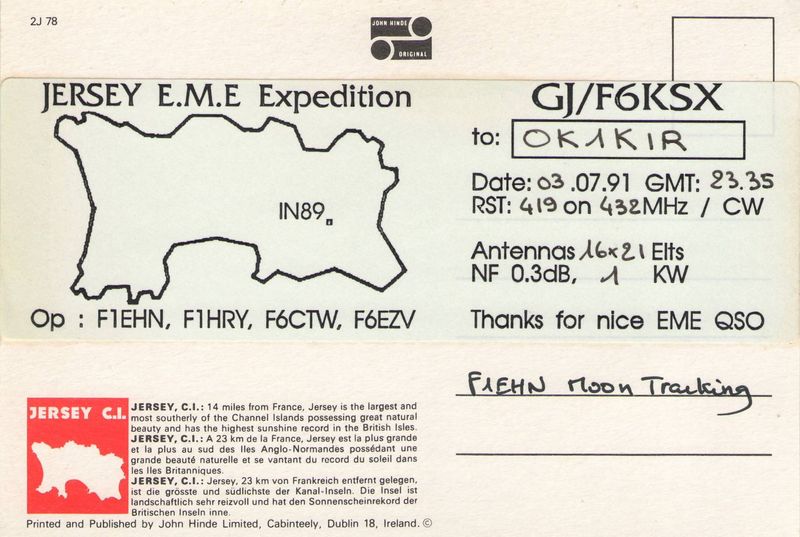 2J 78
JOHN HINDE
ORIGINAL
JERSEY E.M.E Expedition
IN89
Op : F1EHN, F1HRY, F6CTW, F6EZV
GJ/F6KSX
to: OK1KIR
Date: 03.07.91 GMT: 23.35
RST: 419 on 432MHz / CW
Antennas 16x21 Elts
NF 0.3dB, 1 KW
Thanks for nice EME QSO
F1EHN Moon Tracking
JERSEY C.I.
JERSEY, C.I.: 14 miles from France, Jersey is the largest and
most southerly of the Channel Islands possessing great natural
beauty and has the highest sunshine record in the British Isles.
JERSEY, C.I.: A 23 km de la France, Jersey est la plus grande
et la plus au sud des Iles Anglo-Normandes possédant une
grande beauté naturelle et se vantant du record du soleil dans
les Iles Britanniques.
JERSEY, C.I.: Jersey, 23 km von Frankreich entfernt gelegen,
ist die grösste und südlichste der Kanal-Inseln. Die Insel ist
landschaftlich sehr reizvoll und hat den Sonnenscheinrekord der
Britischen Inseln inne.
Printed and Published by John Hinde Limited, Cabinteely, Dublin 18, Ireland. ©